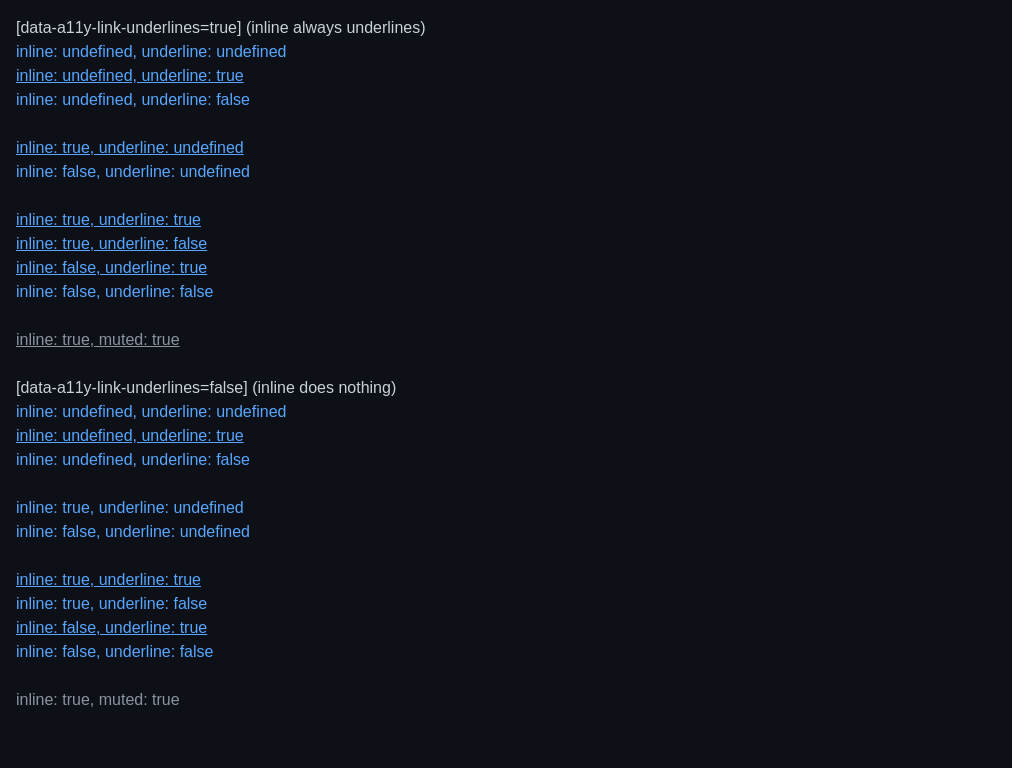 [data-a11y-link-underlines=true] (inline always underlines)
inline: undefined, underline: undefined
inline: undefined, underline: true
inline: undefined, underline: false
inline: true, underline: undefined
inline: false, underline: undefined
inline: true, underline: true
inline: true, underline: false
inline: false, underline: true
inline: false, underline: false
inline: true, muted: true
[data-a11y-link-underlines=false] (inline does nothing)
inline: undefined, underline: undefined
inline: undefined, underline: true
inline: undefined, underline: false
inline: true, underline: undefined
inline: false, underline: undefined
inline: true, underline: true
inline: true, underline: false
inline: false, underline: true
inline: false, underline: false
inline: true, muted: true